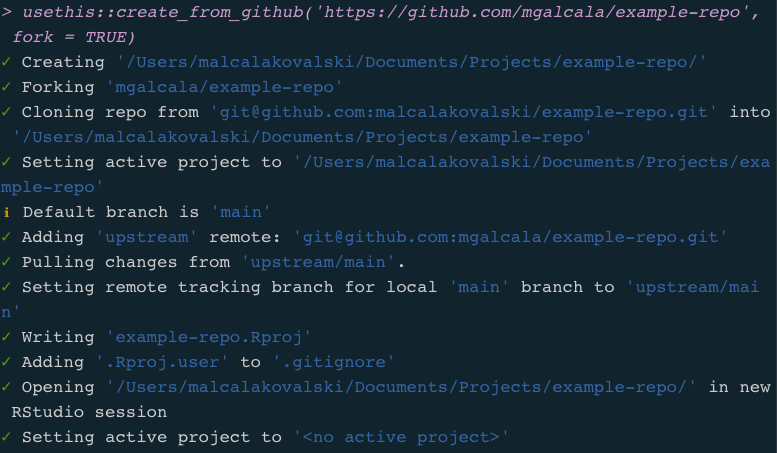 > usethis::create_from_github('https://github.com/mgalcala/example-repo',
fork = TRUE)
✓ Creating '/Users/malcalakovalski/Documents/Projects/example-repo/'
✓ Forking 'mgalcala/example-repo'
✓ Cloning repo from 'git@github.com:malcalakovalski/example-repo.git' into
'/Users/malcalakovalski/Documents/Projects/example-repo'
✓ Setting active project to '/Users/malcalakovalski/Documents/Projects/exa
mple-repo'
ℹ Default branch is 'main'
✓ Adding 'upstream' remote: 'git@github.com:mgalcala/example-repo.git'
✓ Pulling changes from 'upstream/main'.
✓ Setting remote tracking branch for local 'main' branch to 'upstream/mai
n'
✓ Writing 'example-repo.Rproj'
✓ Adding '.Rproj.user' to '.gitignore'
✓ Opening '/Users/malcalakovalski/Documents/Projects/example-repo/' in new
RStudio session
✓ Setting active project to '<no active project>'